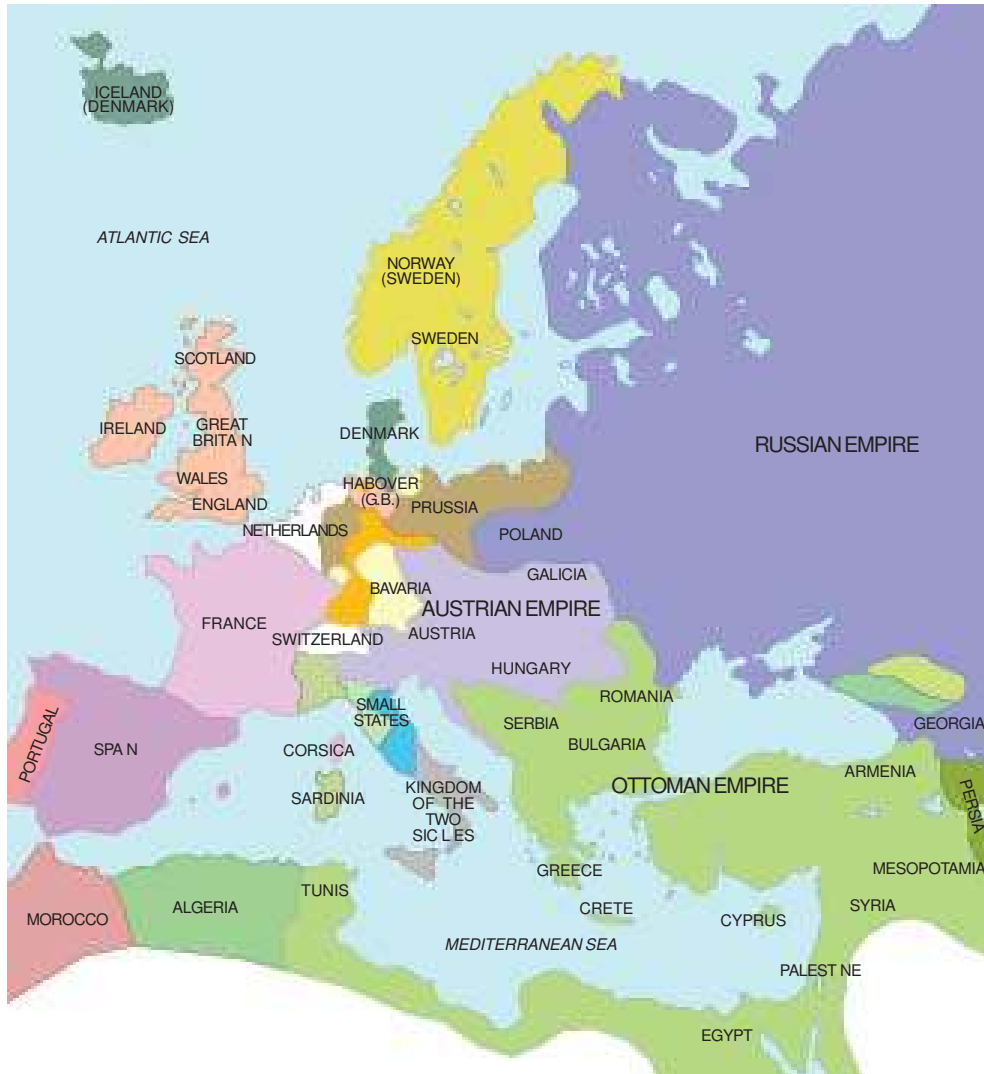 ICELAND
(DENMARK)
ATLANTIC SEA
NORWAY
(SWEDEN)
SWEDEN
SCOTLAND
IRELAND
GREAT
BRITA N
DENMARK
RUSSIAN EMPIRE
WALES
HABOVER
(G.B.)
ENGLAND
PRUSSIA
NETHERLANDS
POLAND
GALICIA
BAVARIA
AUSTRIAN EMPIRE
FRANCE
SWITZERLAND
AUSTRIA
HUNGARY
ROMANIA
SMALL
STATES
PORTUGAL
SPA N
SERBIA
GEORGIA
BULGARIA
CORSICA
ARMENIA
OTTOMAN EMPIRE
SARDINIA
KINGDOM
OF THE
TWO
SIC L ES
PERSIA
GREECE
MESOPOTAMIA
TUNIS
ALGERIA
CRETE
SYRIA
MOROCCO
CYPRUS
MEDITERRANEAN SEA
PALEST NE
EGYPT